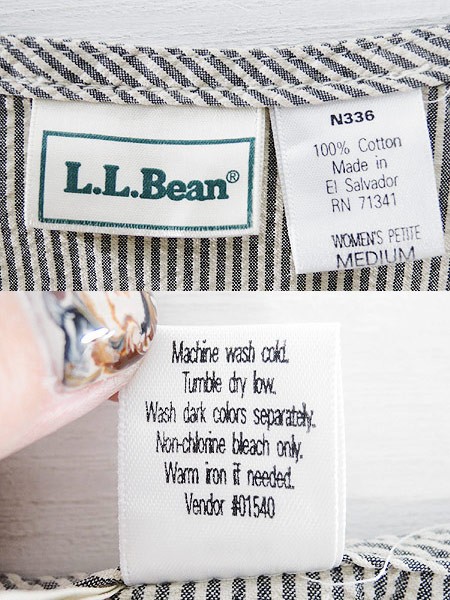 L.L.Bean®
N336
100% Cotton
Made in
El Salvador
RN 71341
WOMEN'S PETITE
MEDIUM
Machine wash cold.
Tumble dry low.
Wash dark colors separately.
Non-chlorine bleach only.
Warm iron if needed.
Vendor #01540